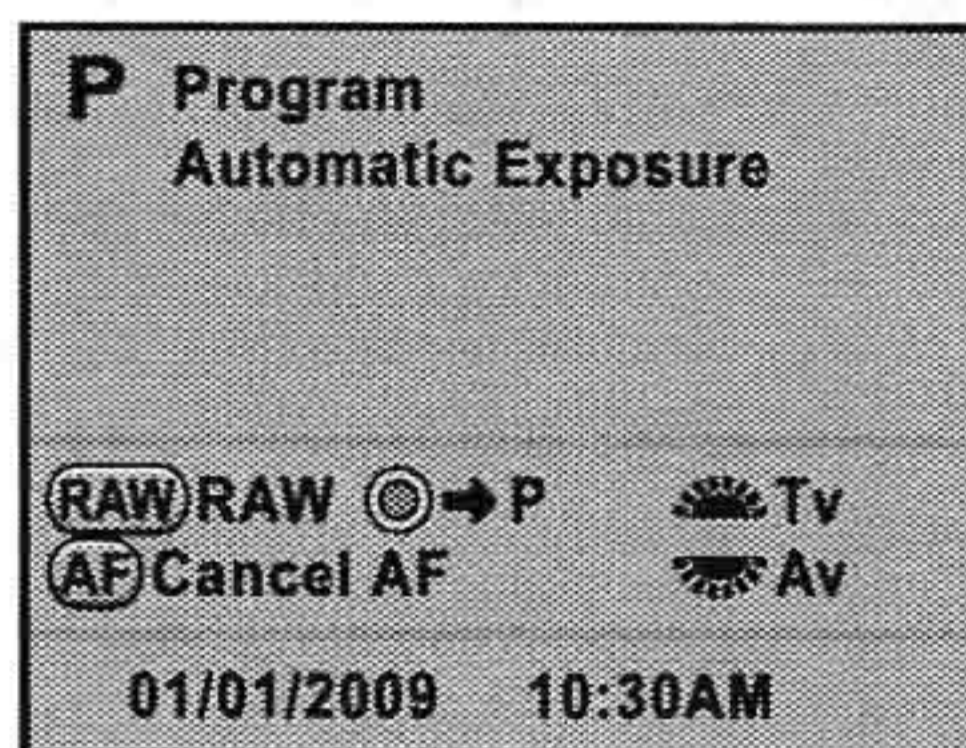 P Program
Automatic Exposure
RAW RAW ➡ P Tv
AF Cancel AF Av
01/01/2009 10:30AM